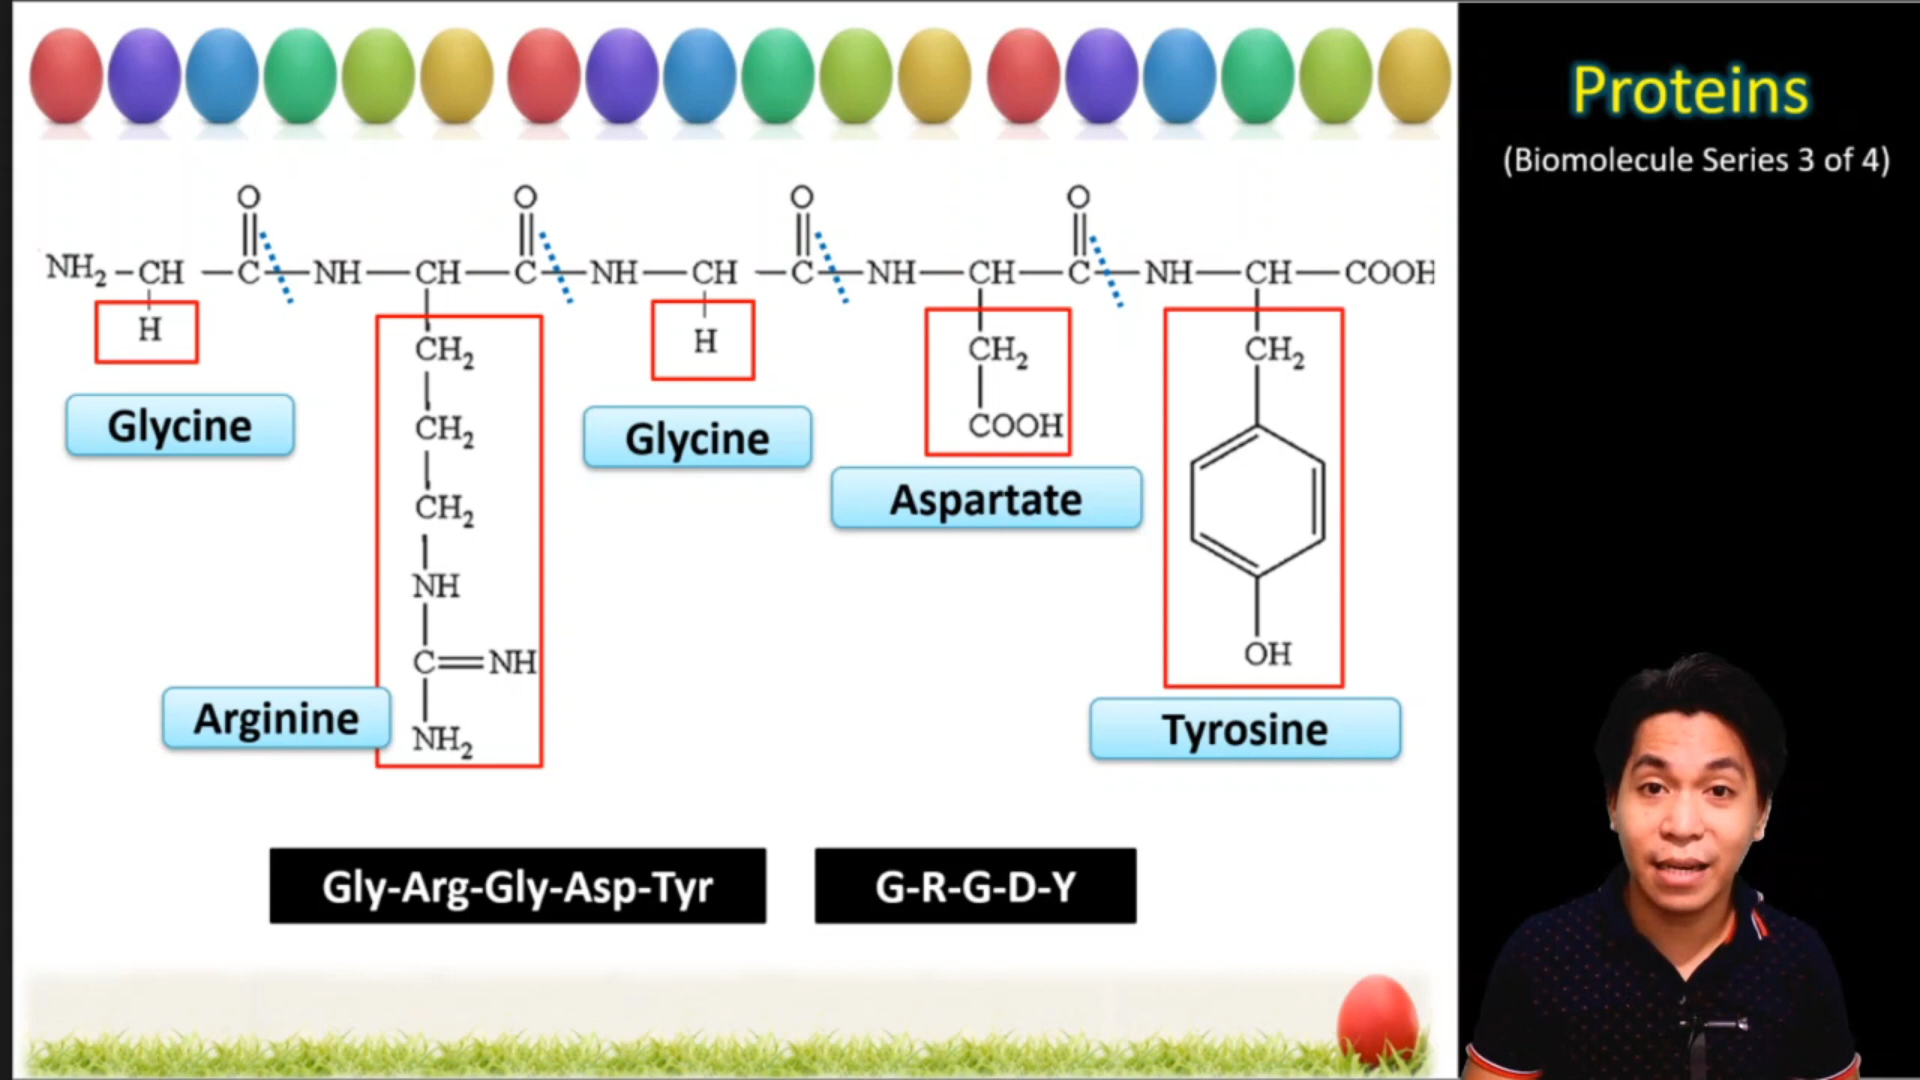 Proteins
(Biomolecule Series 3 of 4)
O O O O
NH2 CH C NH CH C NH CH C NH CH C NH CH COOH
H CH2 H CH2 CH2
Glycine CH2 Glycine COOH
Aspartate
CH2
NH
C NH OH
Arginine NH2 Tyrosine
Gly-Arg-Gly-Asp-Tyr G-R-G-D-Y